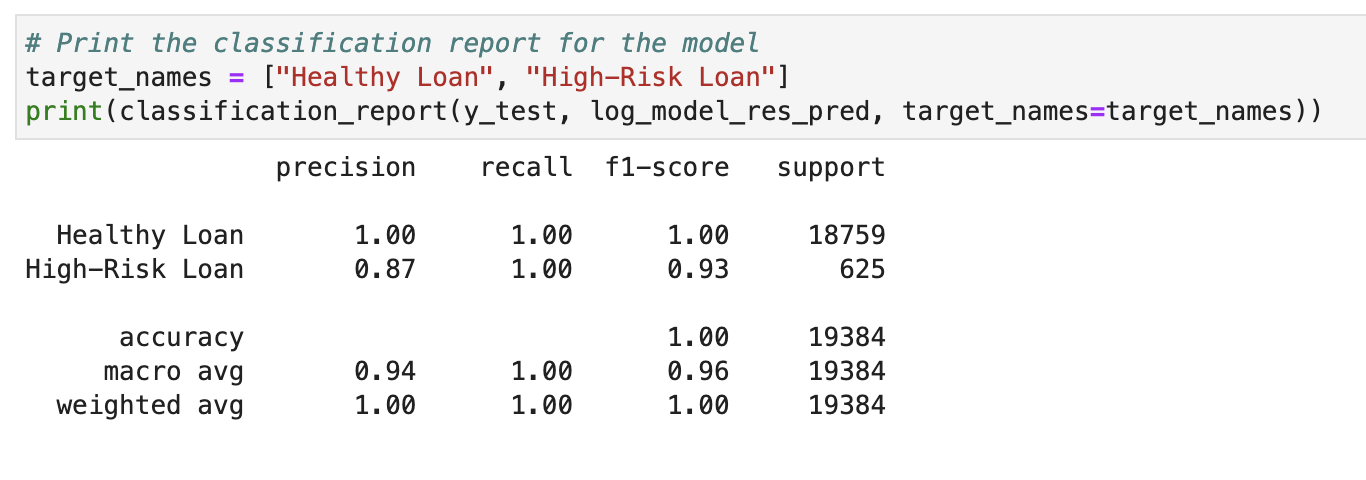 # Print the classification report for the model
target_names = ["Healthy Loan", "High-Risk Loan"]
print(classification_report(y_test, log_model_res_pred, target_names=target_names))
precision recall f1-score support
Healthy Loan 1.00 1.00 1.00 18759
High-Risk Loan 0.87 1.00 0.93 625
accuracy 1.00 19384
macro avg 0.94 1.00 0.96 19384
weighted avg 1.00 1.00 1.00 19384